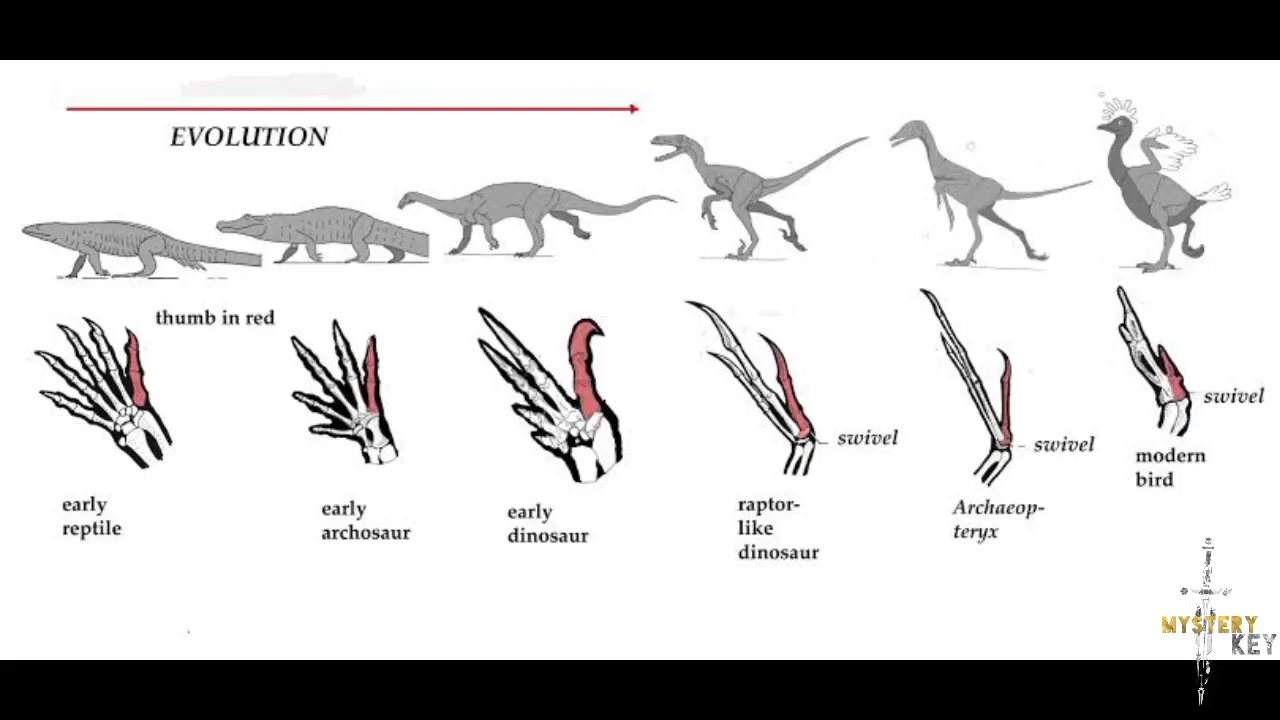 EVOLUTION
thumb in red
swivel
swivel
swivel
early
reptile
early
archosaur
early
dinosaur
raptor-
like
dinosaur
Archaeop-
teryx
modern
bird
MYSTERY
KEY